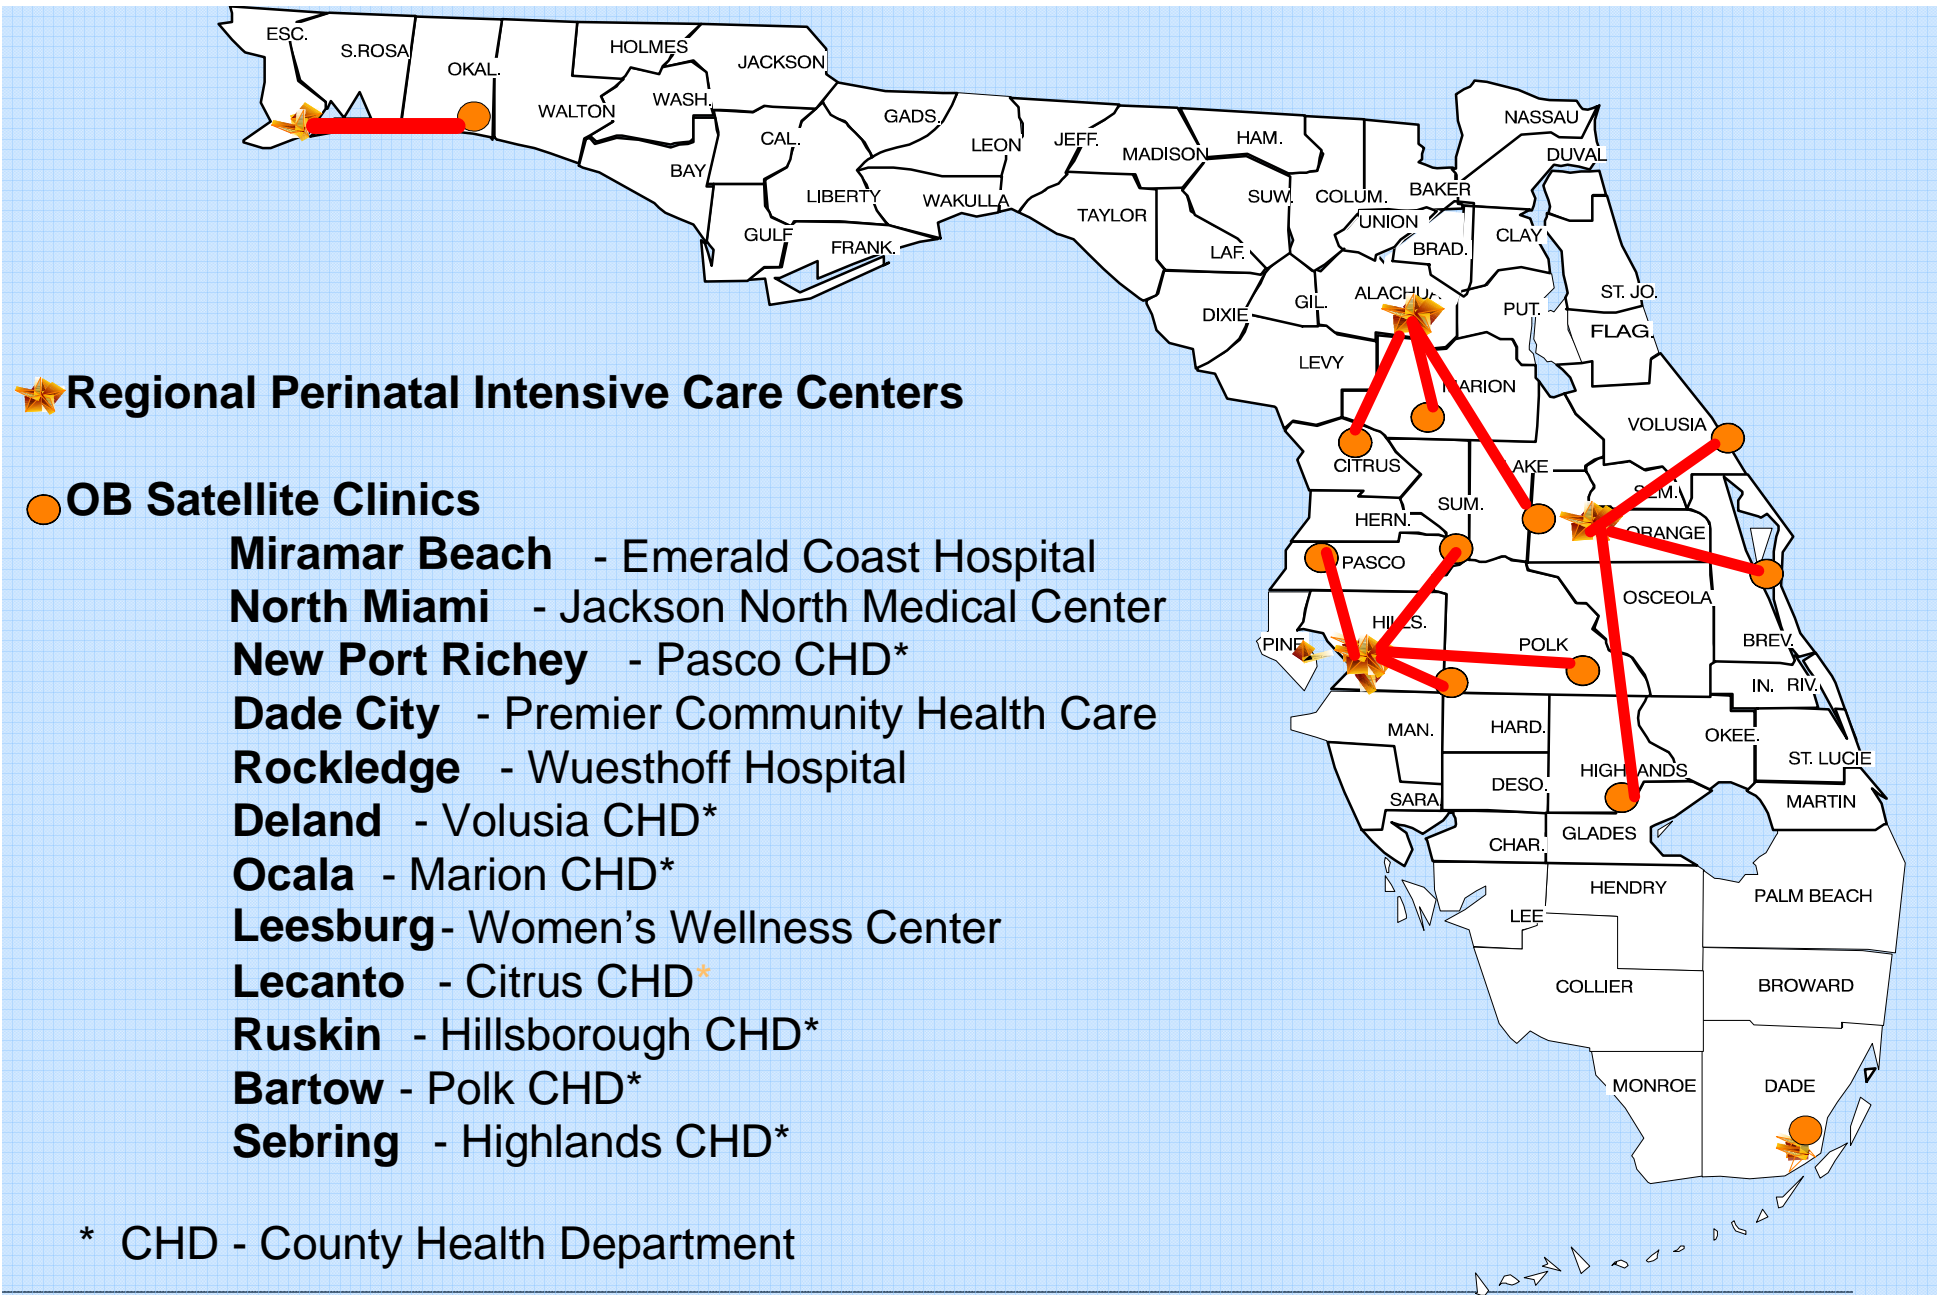 ESC.
S.ROSA
OKAL.
HOLMES
JACKSON
WALTON
WASH.
GADS.
CAL.
LEON
JEFF.
MADISON
HAM.
NASSAU
DUVAL
BAY
LIBERTY
WAKULLA
TAYLOR
SUW.
COLUM.
BAKER
UNION
BRAD.
CLAY
GULF
FRANK.
LAF.
GIL.
ALACHUA
PUT.
ST. JO.
DIXIE
FLAG.
LEVY
MARION
VOLUSIA
CITRUS
LAKE
SEM.
SUM.
HERN.
ORANGE
PASCO
OSCEOLA
HILLS.
PINE
POLK
BREV.
IN. RIV.
MAN.
HARD.
OKEE.
ST. LUCIE
HIGHLANDS
DESO.
SARA.
MARTIN
CHAR.
GLADES
HENDRY
PALM BEACH
LEE
COLLIER
BROWARD
MONROE
DADE
Regional Perinatal Intensive Care Centers
OB Satellite Clinics
Miramar Beach - Emerald Coast Hospital
North Miami - Jackson North Medical Center
New Port Richey - Pasco CHD*
Dade City - Premier Community Health Care
Rockledge - Wuesthoff Hospital
Deland - Volusia CHD*
Ocala - Marion CHD*
Leesburg- Women’s Wellness Center
Lecanto - Citrus CHD*
Ruskin - Hillsborough CHD*
Bartow - Polk CHD*
Sebring - Highlands CHD*
* CHD - County Health Department